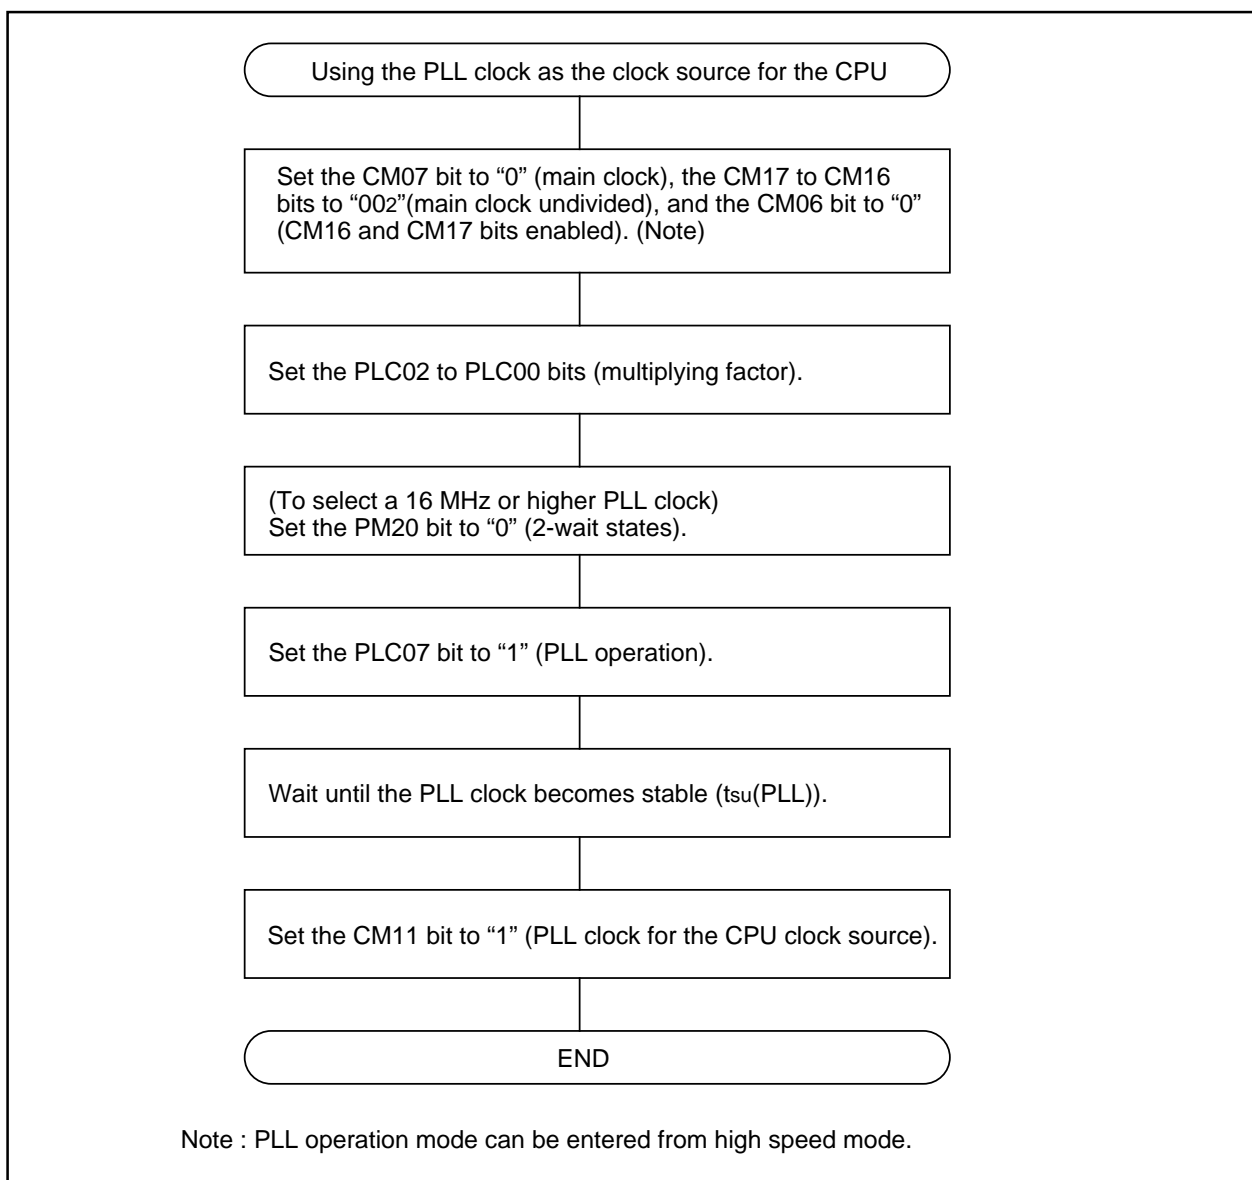 Using the PLL clock as the clock source for the CPU
Set the CM07 bit to “0” (main clock), the CM17 to CM16
bits to “002”(main clock undivided), and the CM06 bit to “0”
(CM16 and CM17 bits enabled). (Note)
Set the PLC02 to PLC00 bits (multiplying factor).
(To select a 16 MHz or higher PLL clock)
Set the PM20 bit to “0” (2-wait states).
Set the PLC07 bit to “1” (PLL operation).
Wait until the PLL clock becomes stable (tsu(PLL)).
Set the CM11 bit to “1” (PLL clock for the CPU clock source).
END
Note : PLL operation mode can be entered from high speed mode.